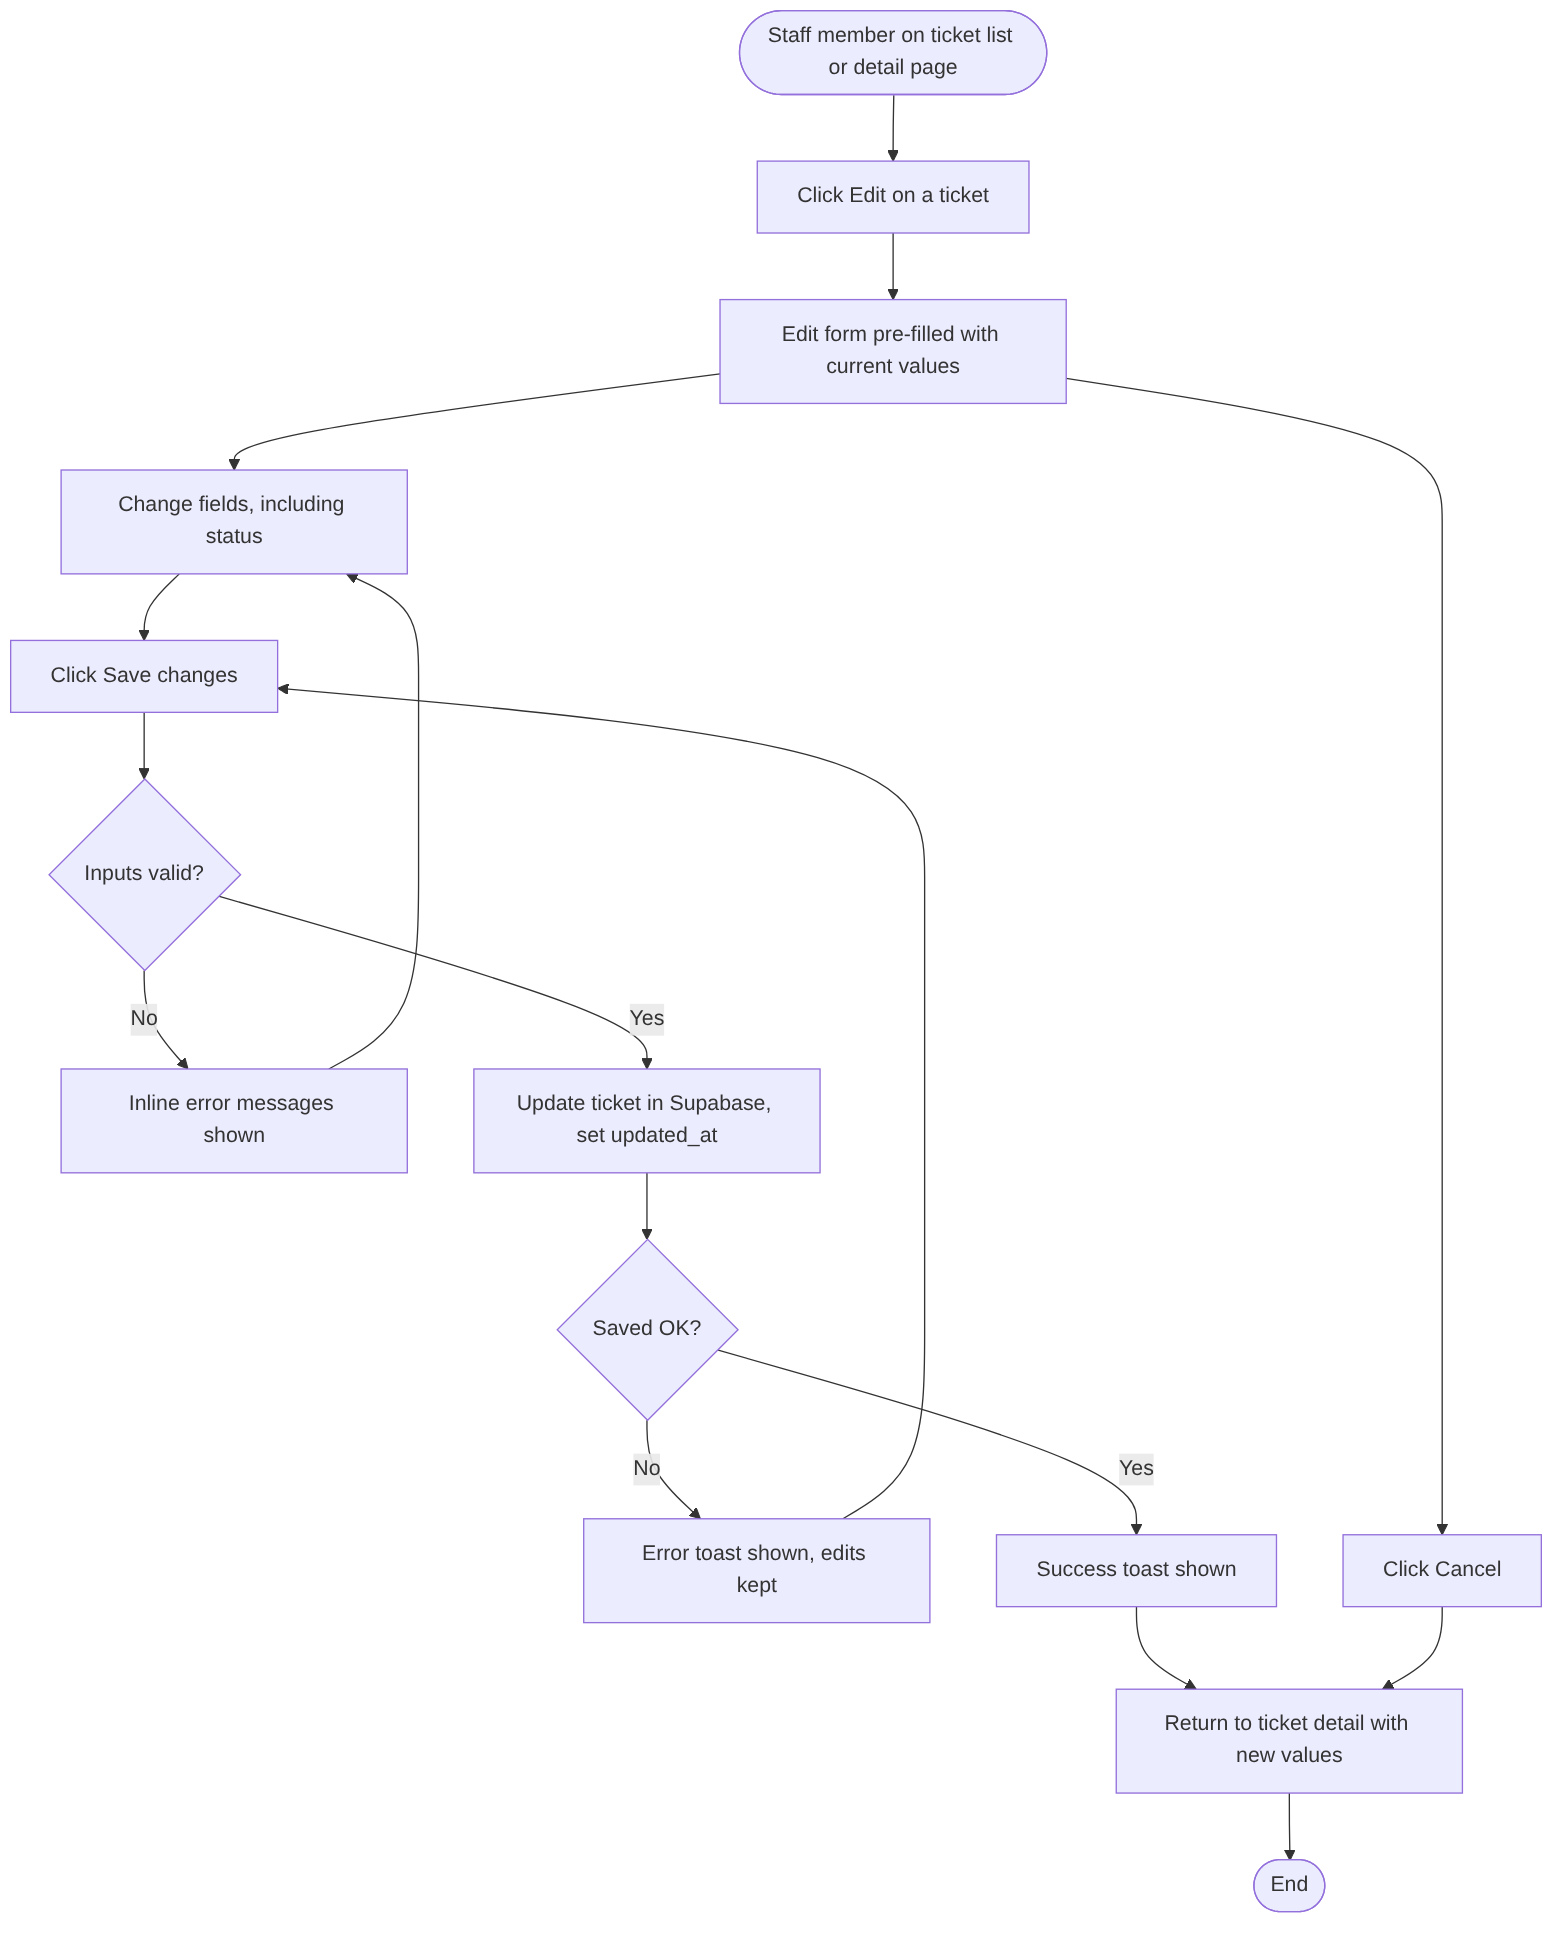 Staff member on ticket list
or detail page
Click Edit on a ticket
Edit form pre-filled with
current values
Change fields, including
status
Click Save changes
Inputs valid?
No
Yes
Inline error messages
shown
Update ticket in Supabase,
set updated_at
Saved OK?
No
Yes
Error toast shown, edits
kept
Success toast shown
Click Cancel
Return to ticket detail with
new values
End